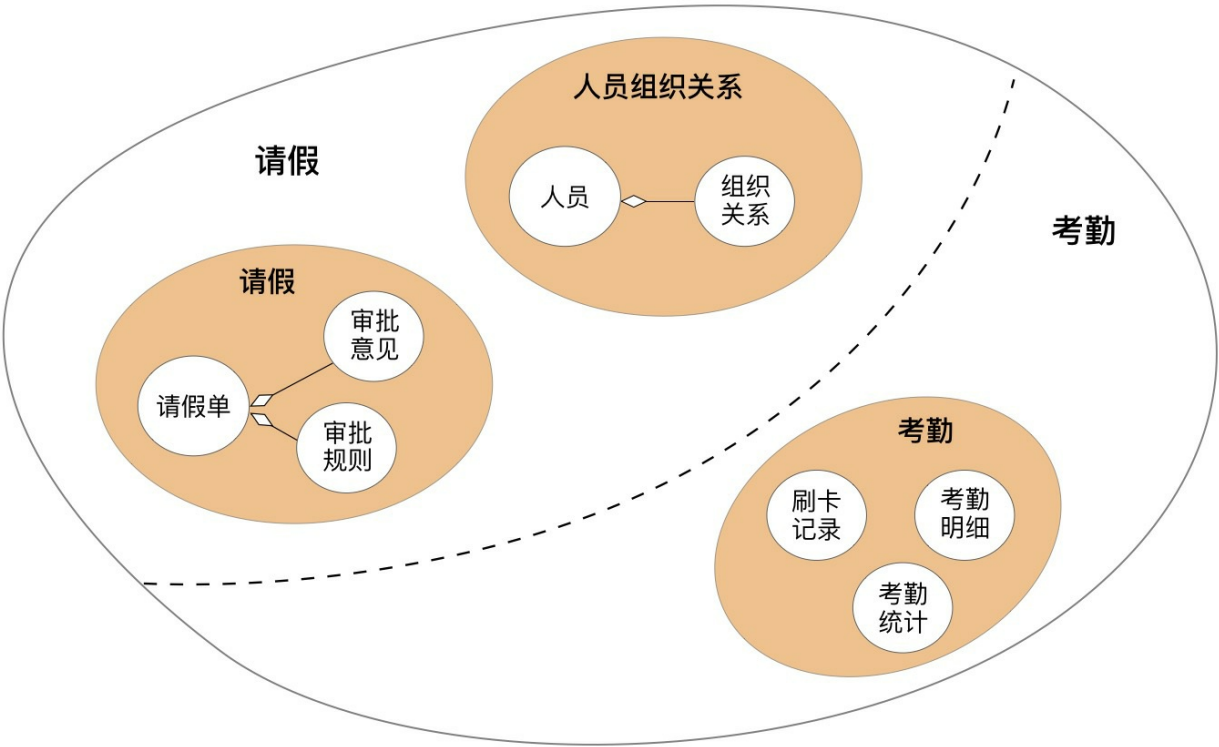 人员组织关系
请假
人员
组织
关系
考勤
请假
审批
意见
请假单
审批
规则
考勤
刷卡
记录
考勤
明细
考勤
统计